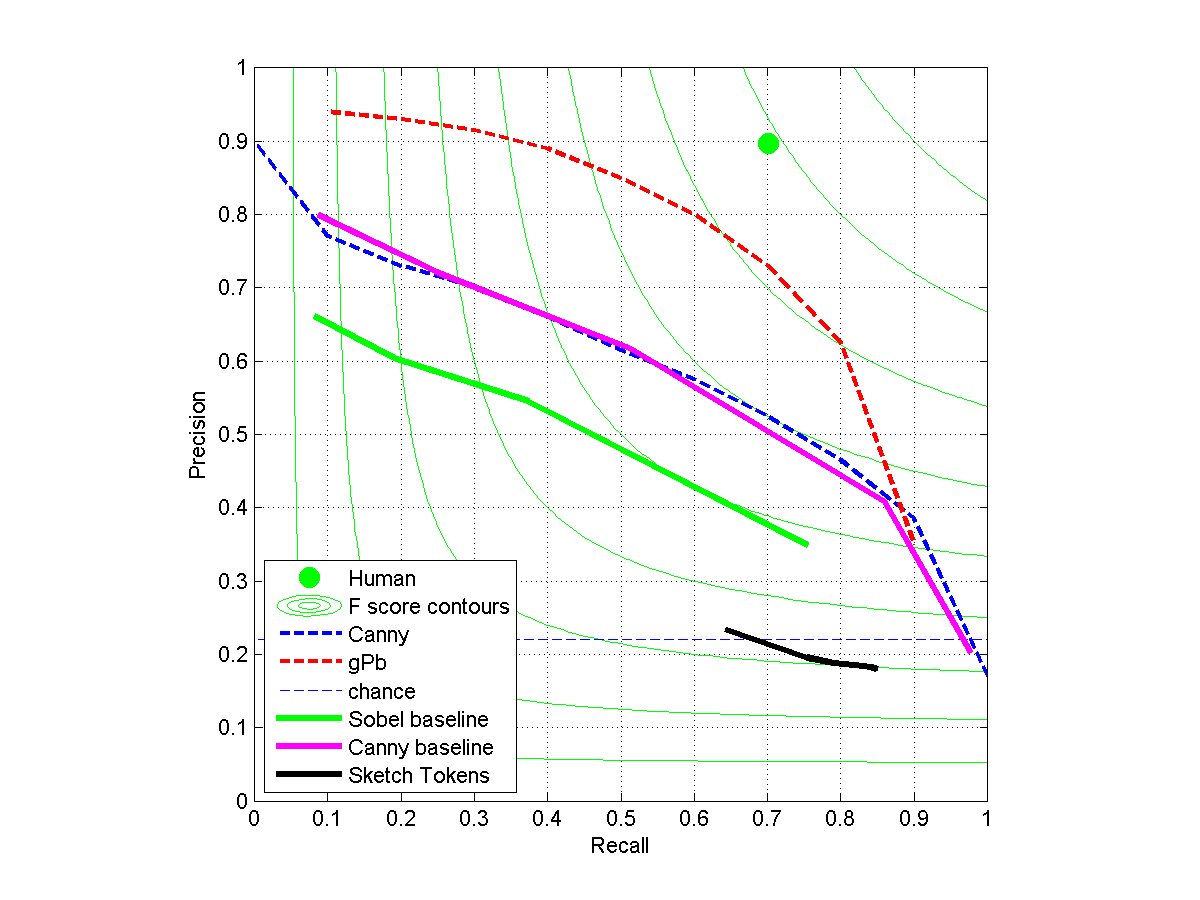 1
0.9
0.8
0.7
0.6
0.5
0.4
0.3
0.2
0.1
0
Precision
Human
F score contours
Canny
gPb
chance
Sobel baseline
Canny baseline
Sketch Tokens
0 0.1 0.2 0.3 0.4 0.5 0.6 0.7 0.8 0.9 1
Recall